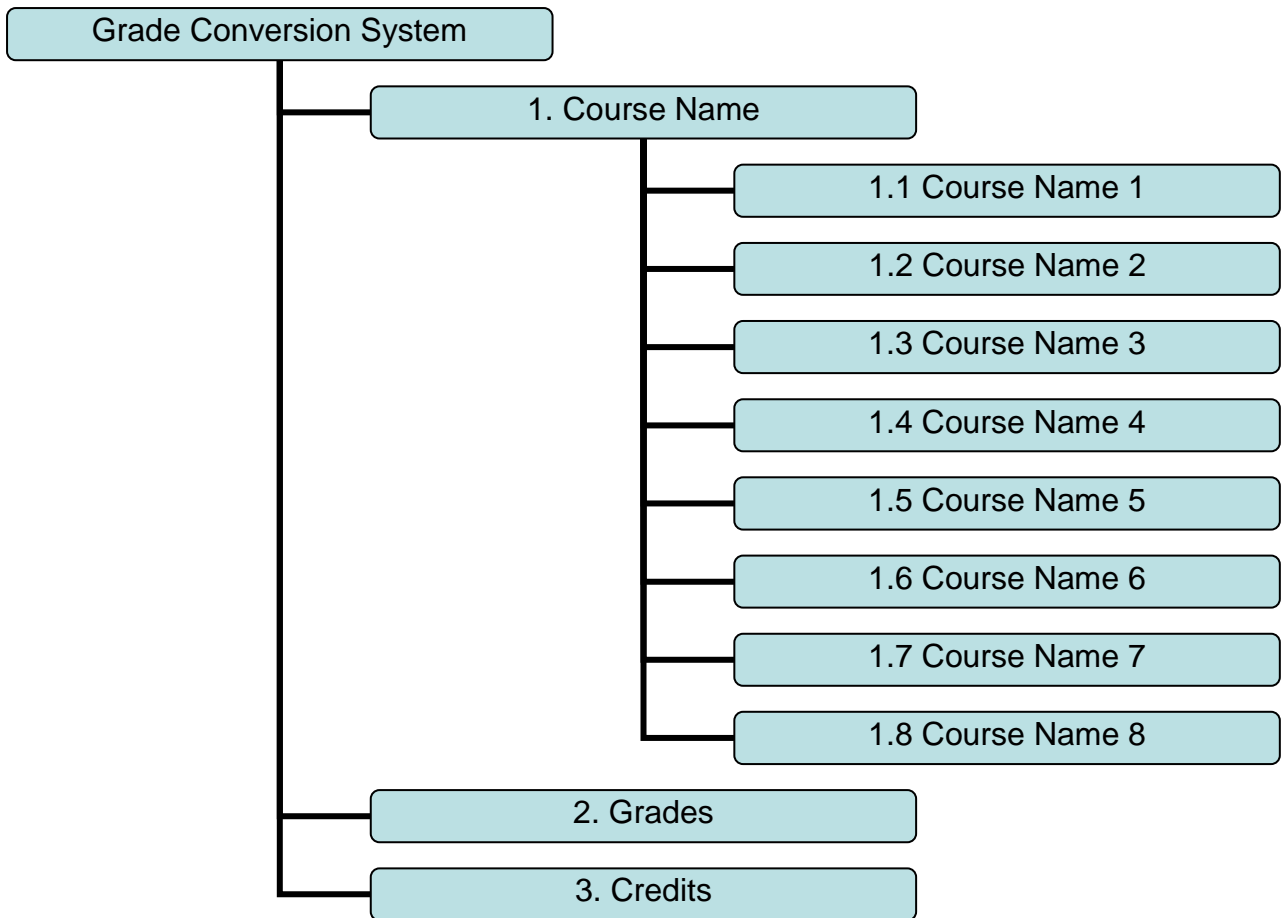 Grade Conversion System
1. Course Name
1.1 Course Name 1
1.2 Course Name 2
1.3 Course Name 3
1.4 Course Name 4
1.5 Course Name 5
1.6 Course Name 6
1.7 Course Name 7
1.8 Course Name 8
2. Grades
3. Credits